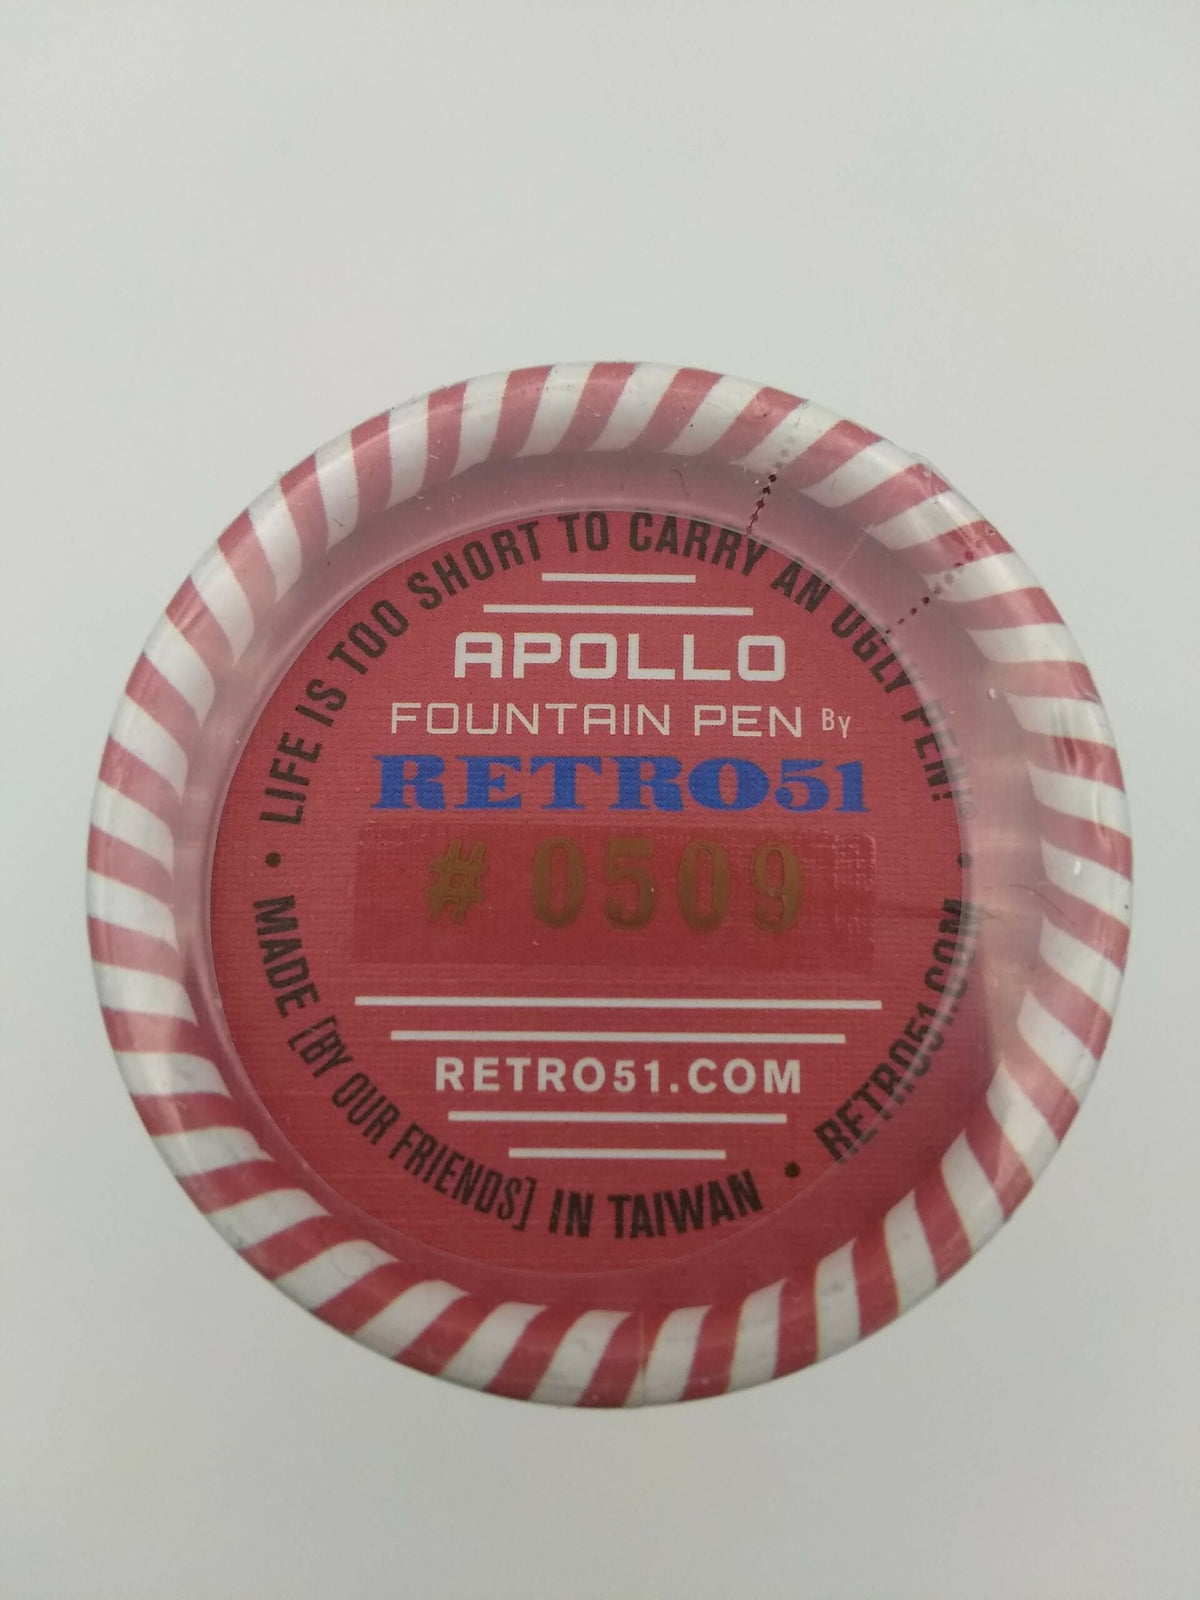 LIFE IS TOO SHORT TO CARRY AN UGLY PEN!®
APOLLO
FOUNTAIN PEN By
RETRO51
# 0509
RETRO51.COM
• MADE [BY OUR FRIENDS] IN TAIWAN • RETRO51.COM •